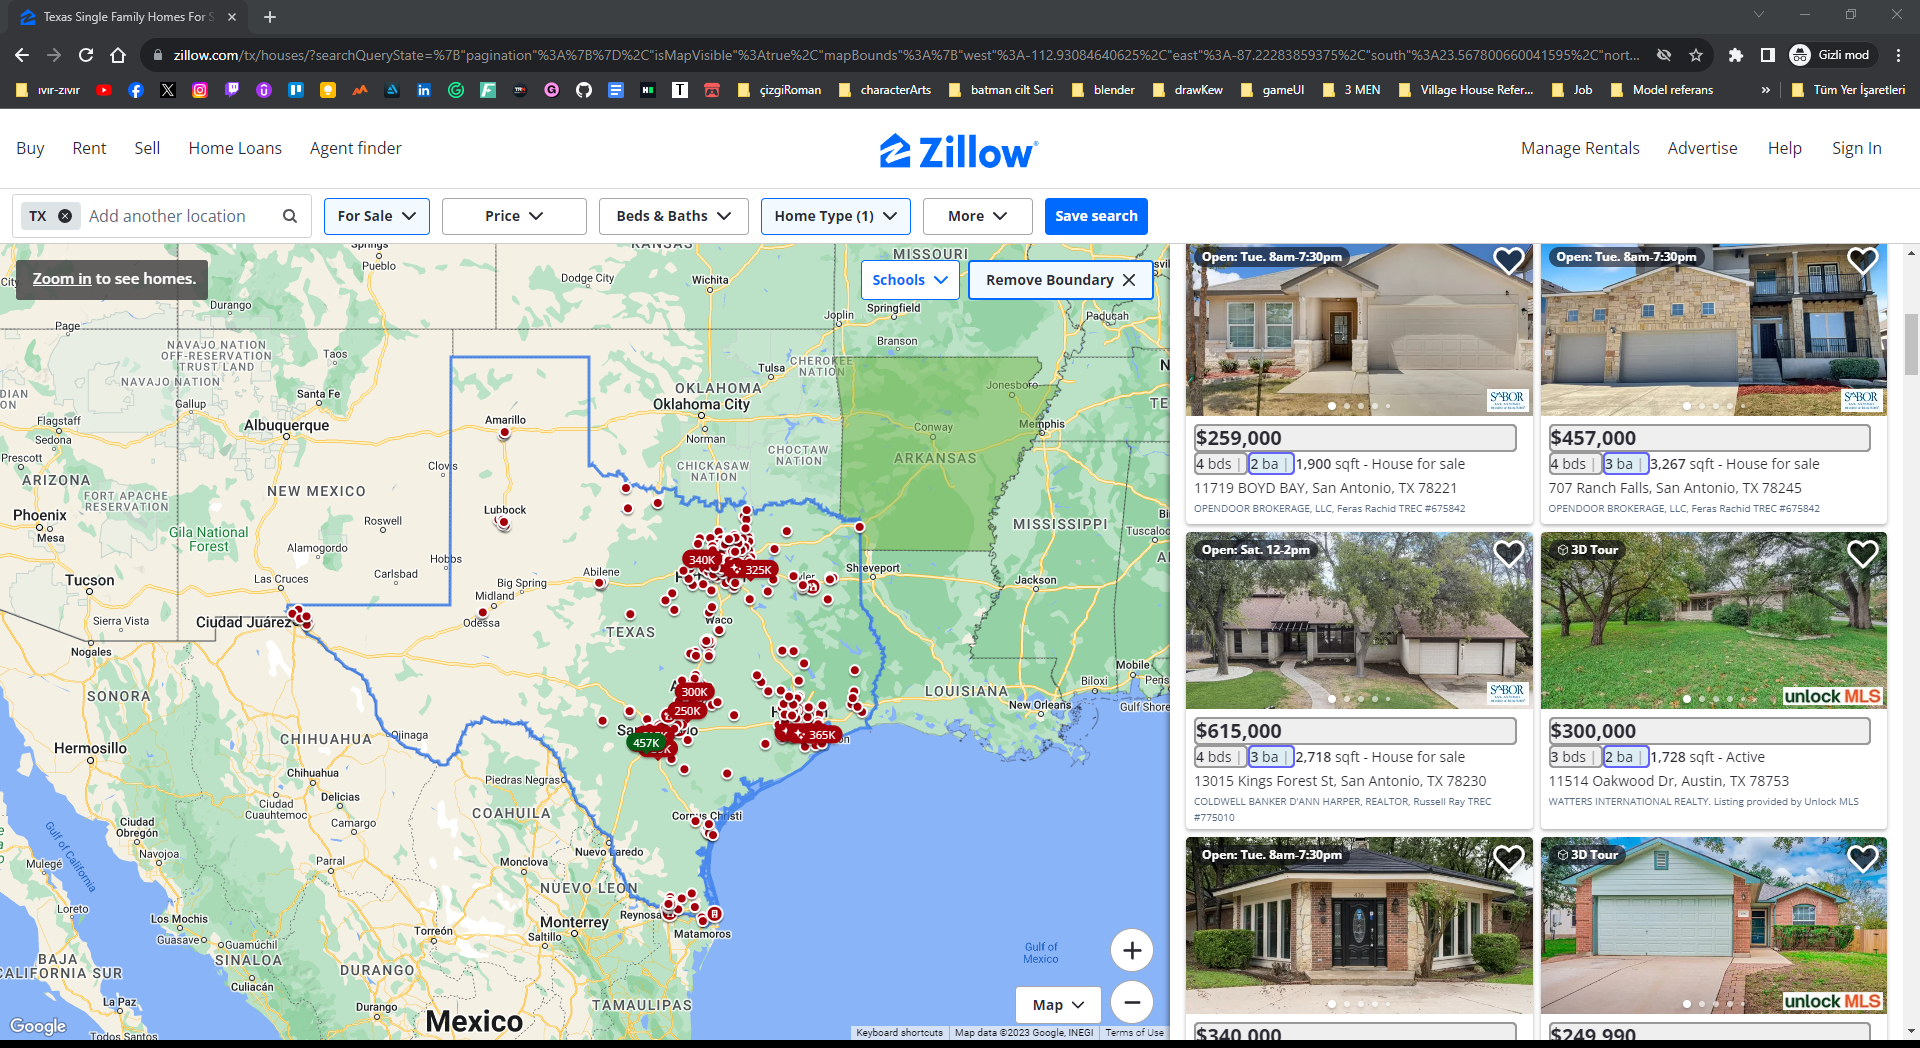 Texas Single Family Homes For S
zillow.com/tx/houses/?searchQueryState=%7B"pagination"%3A%7B%7D%2C"isMapVisible"%3Atrue%2C"mapBounds"%3A%7B"west"%3A-112.93084640625%2C"east"%3A-87.22283859375%2C"south"%3A23.567800660041595%2C"nort...
Gizli mod
ıvır-zıvır
çizgiRoman
characterArts
batman cilt Seri
blender
drawKew
gameUI
3 MEN
Village House Refer...
Job
Model referans
»
Tüm Yer İşaretleri
Buy
Rent
Sell
Home Loans
Agent finder
Zillow
Manage Rentals
Advertise
Help
Sign In
TX
Add another location
For Sale
Price
Beds & Baths
Home Type (1)
More
Save search
Zoom in to see homes.
Schools
Remove Boundary
KANSAS
MISSOURI
Springs
Pueblo
Dodge City
Wichita
Durango
Joplin
Springfield
Paducah
Page
NAVAJO NATION
OFF-RESERVATION
TRUST LAND
Taos
Branson
Tulsa
CHEROKEE
NATION
NAVAJO NATION
Gallup
Santa Fe
OKLAHOMA
Oklahoma City
Jonesboro
Flagstaff
Sedona
Albuquerque
Amarillo
Norman
Conway
Memphis
Prescott
ARIZONA
Clovis
CHICKASAW
NATION
CHOCTAW
NATION
ARKANSAS
FORT APACHE
RESERVATION
NEW MEXICO
Phoenix
Mesa
Roswell
Lubbock
MISSISSIPPI
Gila National
Forest
Alamogordo
Hobbs
340K
325K
Tucson
Las Cruces
Carlsbad
Big Spring
Abilene
Shreveport
Jackson
Midland
Sierra Vista
Ciudad Juárez
Odessa
Waco
TEXAS
Nogales
Mobile
SONORA
300K
LOUISIANA
Biloxi
250K
New Orleans
Gulf Shore
457K
365K
CHIHUAHUA
Ojinaga
Hermosillo
Chihuahua
Piedras Negras
Delicias
Ciudad
Cuauhtemoc
COAHUILA
Corpus Christi
Ciudad
Obregón
Camargo
Navojoa
Nuevo Laredo
Gulf of California
Mulegé
Parral
Monclova
NUEVO LEON
Loreto
Los Mochis
Reynosa
Monterrey
Matamoros
Guasave
Guamúchil
SINALOA
Torreón
Saltillo
BAJA
CALIFORNIA SUR
DURANGO
Gulf of
Mexico
Culiacán
La Paz
Durango
TAMAULIPAS
Mexico
Todos Santos
Google
Map
Keyboard shortcuts
Map data ©2023 Google, INEGI
Terms of Use
Open: Tue. 8am-7:30pm
SABOR
$259,000
4 bds | 2 ba | 1,900 sqft - House for sale
11719 BOYD BAY, San Antonio, TX 78221
OPENDOOR BROKERAGE, LLC, Feras Rachid TREC #675842
Open: Tue. 8am-7:30pm
SABOR
$457,000
4 bds | 3 ba | 3,267 sqft - House for sale
707 Ranch Falls, San Antonio, TX 78245
OPENDOOR BROKERAGE, LLC, Feras Rachid TREC #675842
Open: Sat. 12-2pm
SABOR
$615,000
4 bds | 3 ba | 2,718 sqft - House for sale
13015 Kings Forest St, San Antonio, TX 78230
COLDWELL BANKER D'ANN HARPER, REALTOR, Russell Ray TREC
#775010
3D Tour
unlock MLS
$300,000
3 bds | 2 ba | 1,728 sqft - Active
11514 Oakwood Dr, Austin, TX 78753
WATTERS INTERNATIONAL REALTY. Listing provided by Unlock MLS
Open: Tue. 8am-7:30pm
$340,000
3D Tour
unlock MLS
$249,990